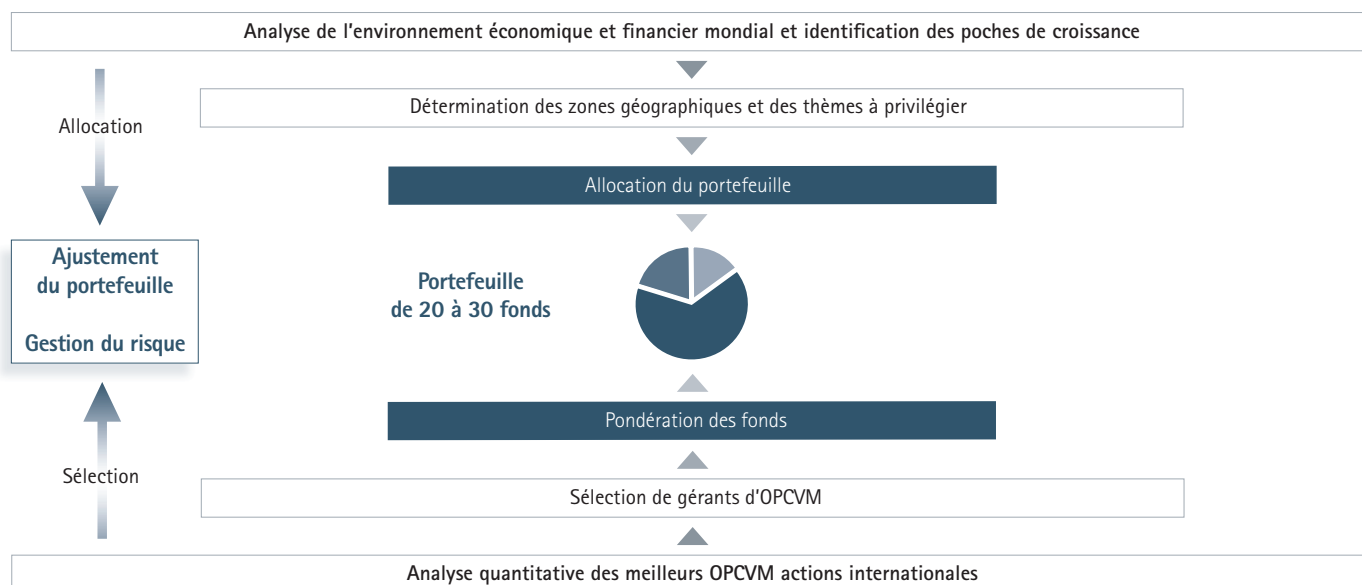 Analyse de l'environnement économique et financier mondial et identification des poches de croissance
Allocation
Détermination des zones géographiques et des thèmes à privilégier
Allocation du portefeuille
Ajustement
du portefeuille
Gestion du risque
Portefeuille
de 20 à 30 fonds
Pondération des fonds
Sélection
Sélection de gérants d'OPCVM
Analyse quantitative des meilleurs OPCVM actions internationales